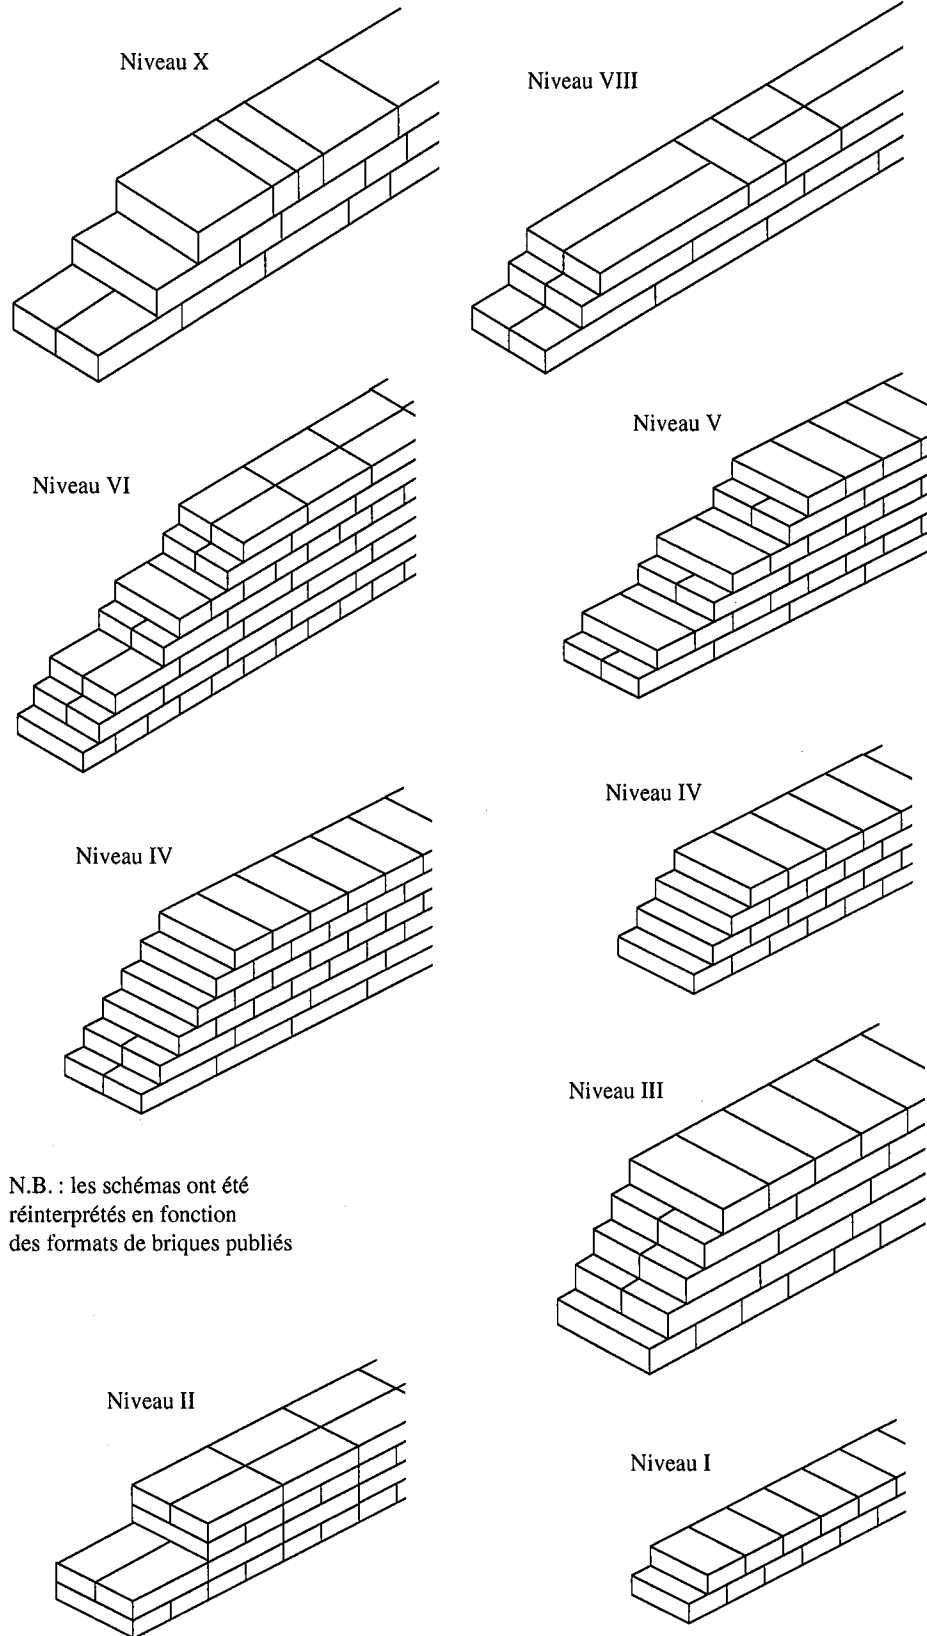 Niveau X
Niveau VIII
Niveau V
Niveau VI
Niveau IV
Niveau IV
Niveau III
N.B. : les schémas ont été
réinterprétés en fonction
des formats de briques publiés
Niveau II
Niveau I